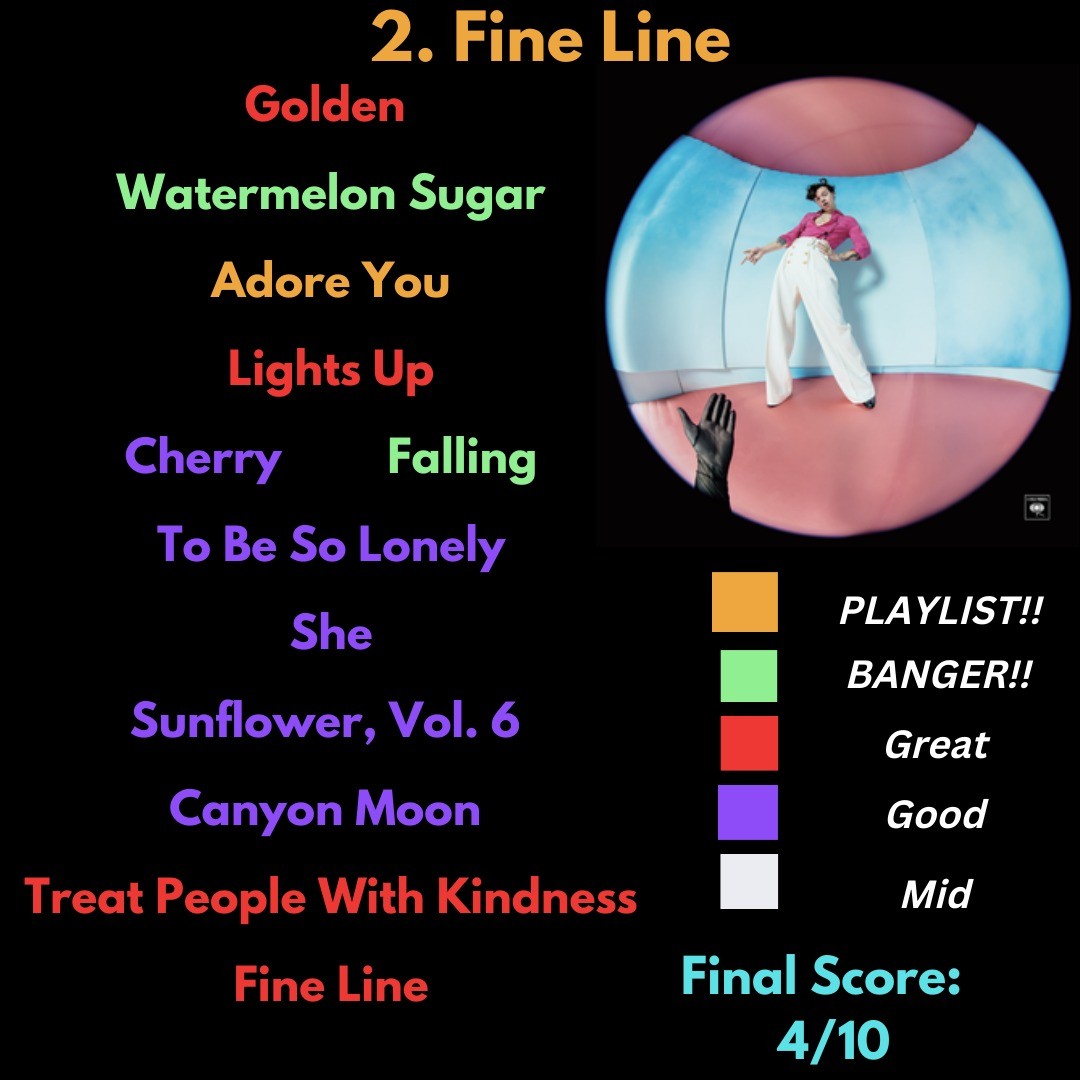 2. Fine Line
Golden
Watermelon Sugar
Adore You
Lights Up
Cherry Falling
To Be So Lonely
She
Sunflower, Vol. 6
Canyon Moon
Treat People With Kindness
Fine Line
PLAYLIST!!
BANGER!!
Great
Good
Mid
Final Score:
4/10